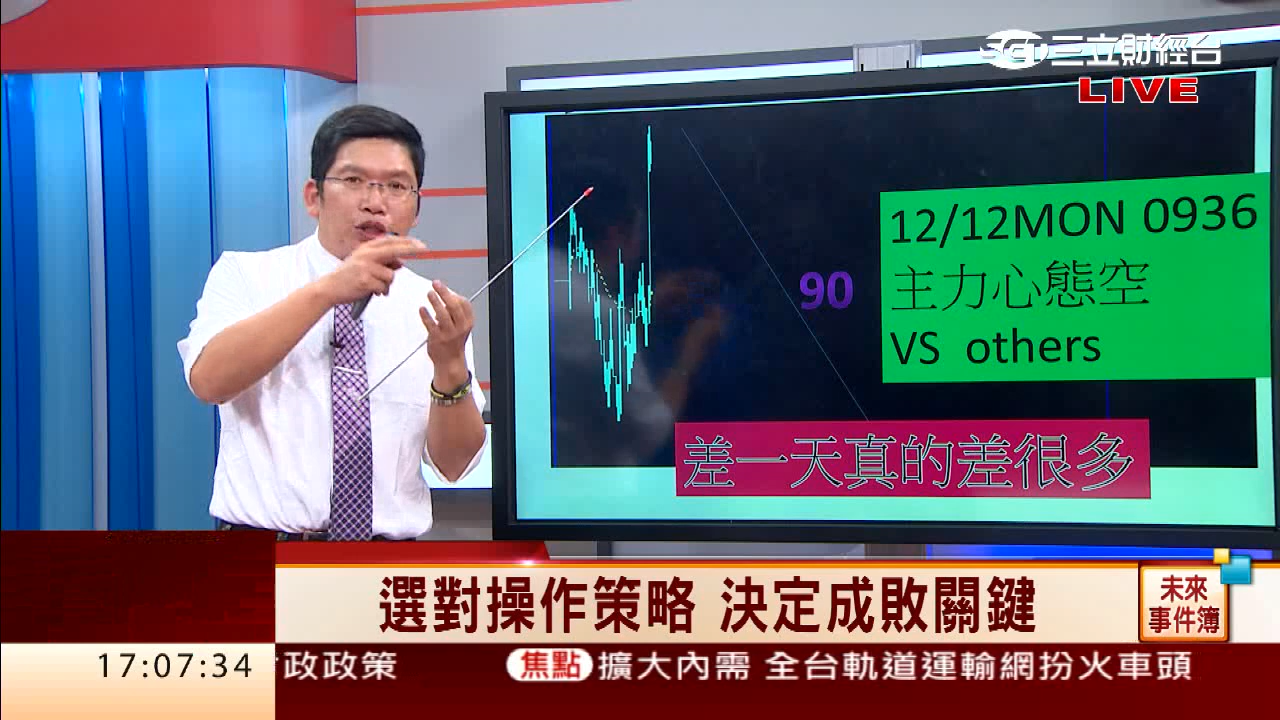 三立財經台
LIVE
12/12MON 0936
主力心態空
VS others
90
差一天真的差很多
選對操作策略 決定成敗關鍵
未來
事件簿
17:07:34
政政策 焦點 擴大內需 全台軌道運輸網扮火車頭